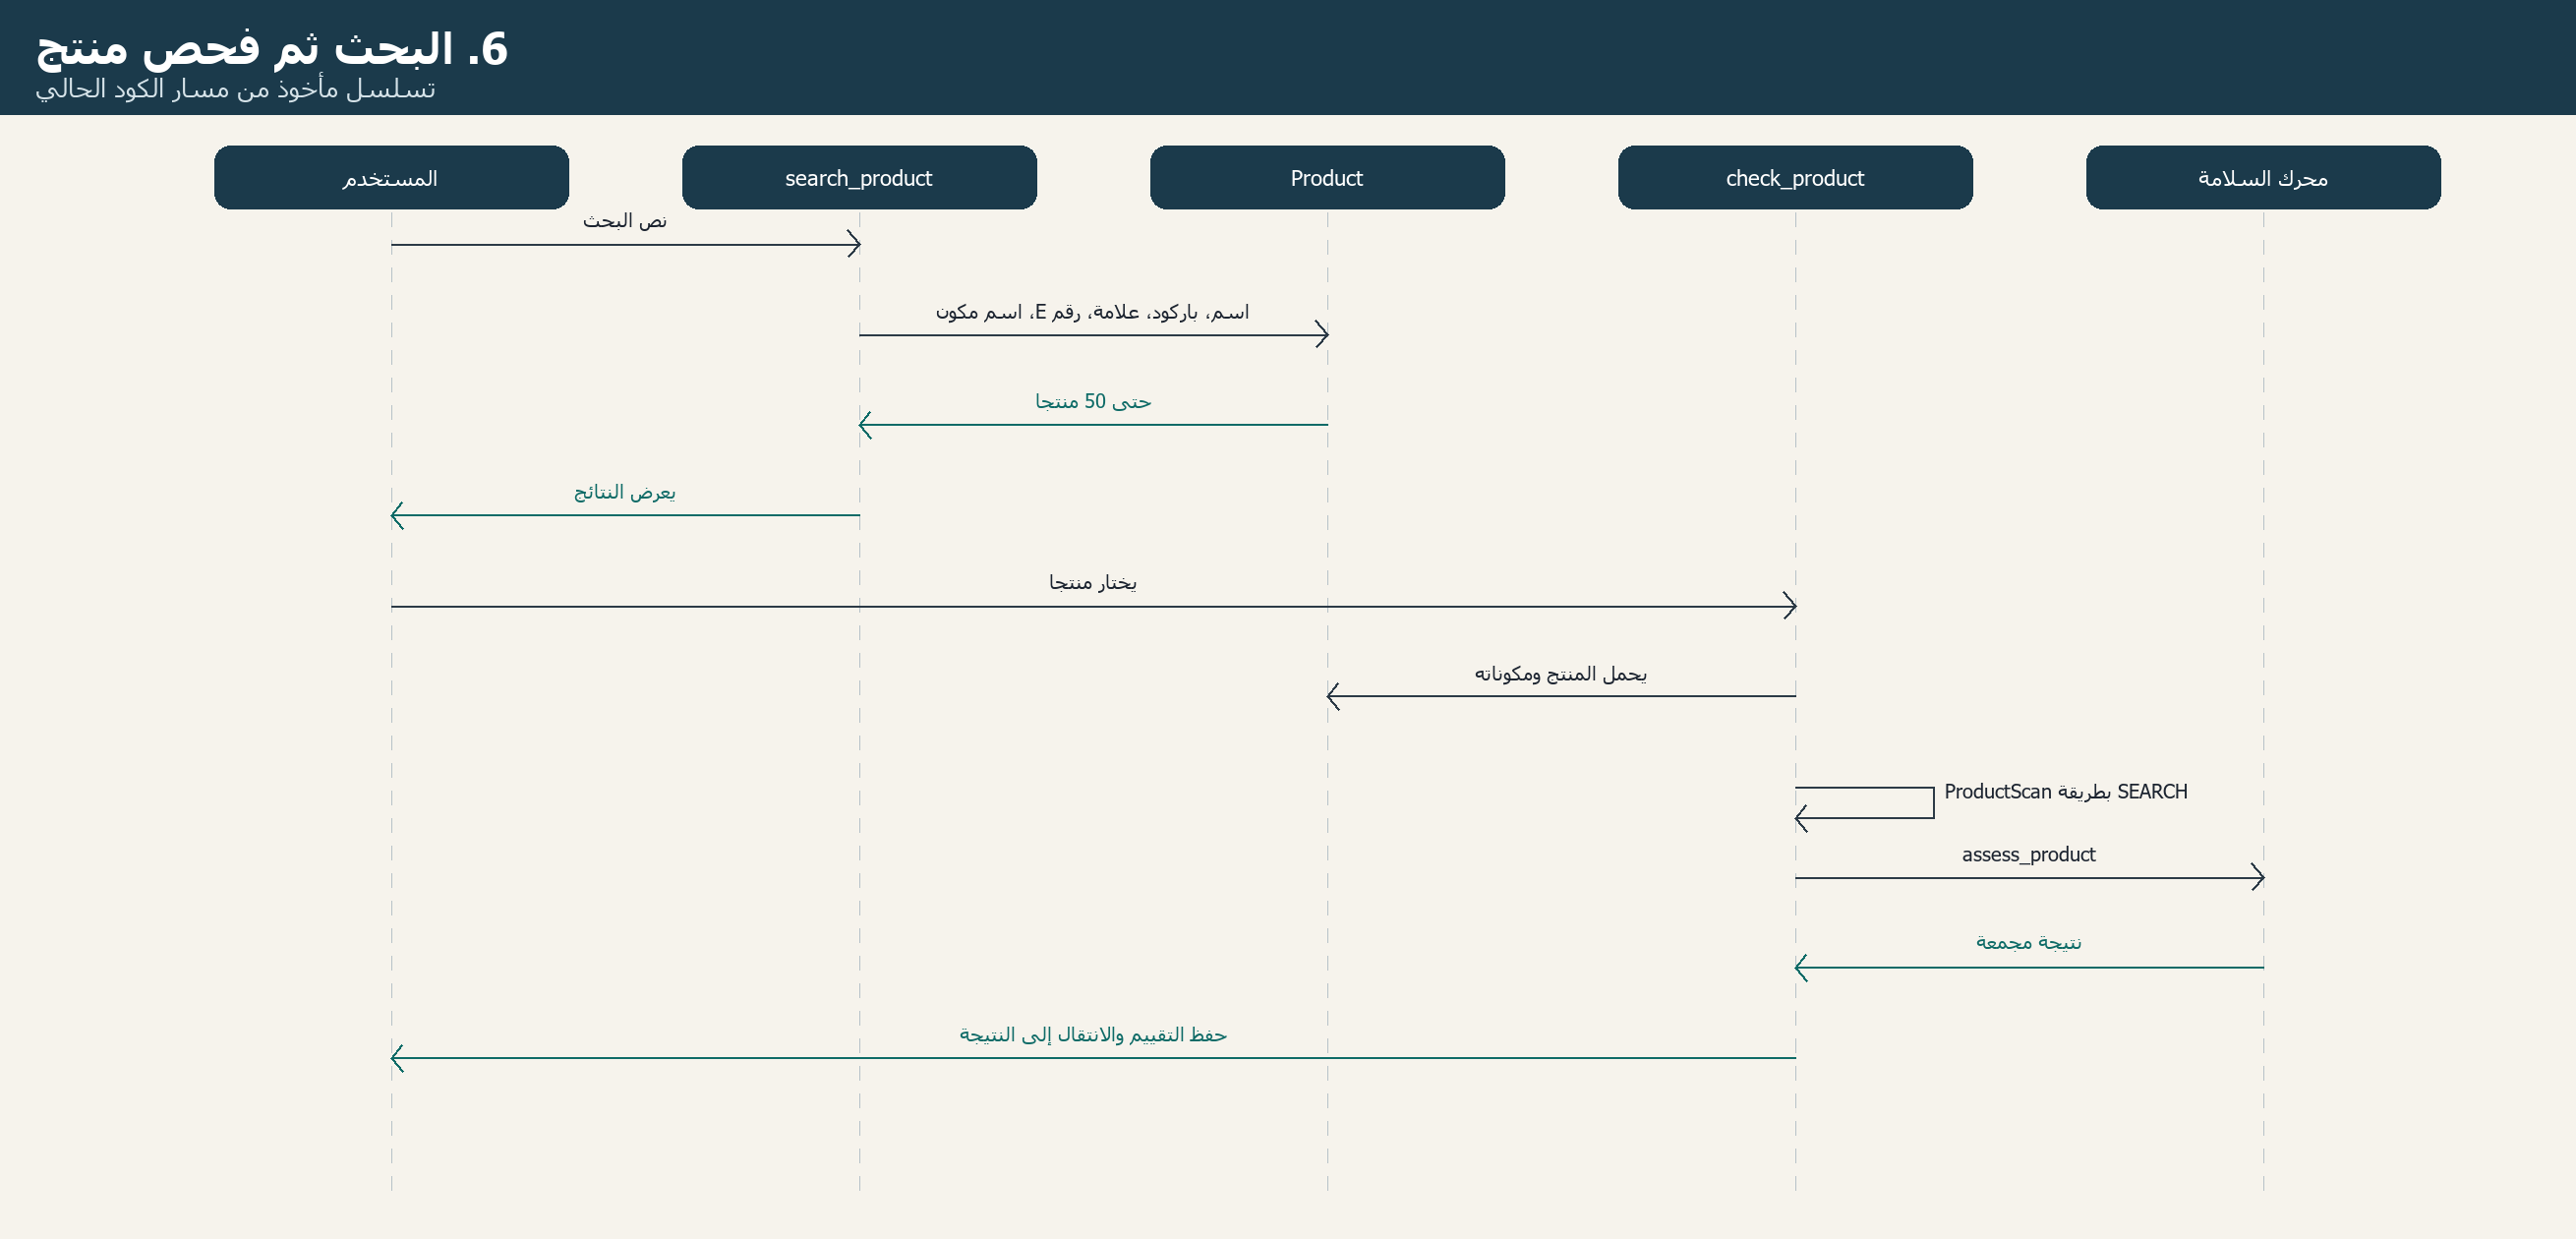 6. البحث ثم فحص منتج
تسلسل مأخوذ من مسار الكود الحالي
المستخدم
search_product
Product
check_product
محرك السلامة
نص البحث
اسم، باركود، علامة، رقم E، اسم مكون
حتى 50 منتجا
يعرض النتائج
يختار منتجا
يحمل المنتج ومكوناته
ProductScan بطريقة SEARCH
assess_product
نتيجة مجمعة
حفظ التقييم والانتقال إلى النتيجة